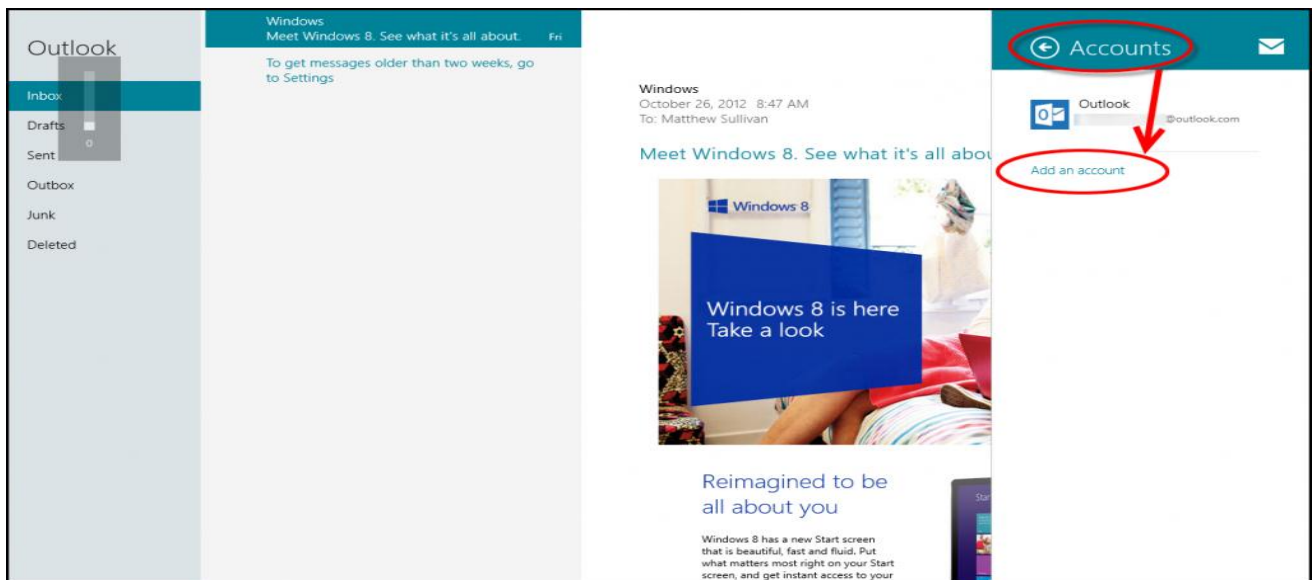 Outlook
Inbox
Drafts
0
Sent
Outbox
Junk
Deleted
Windows
Meet Windows 8. See what it's all about. Fri
To get messages older than two weeks, go
to Settings
Windows
October 26, 2012 8:47 AM
To: Matthew Sullivan
Meet Windows 8. See what it's all abou
Windows 8
Windows 8 is here
Take a look
Reimagined to be
all about you
Windows 8 has a new Start screen
that is beautiful, fast and fluid. Put
what matters most right on your Start
screen, and get instant access to your
Accounts
Outlook
@outlook.com
Add an account